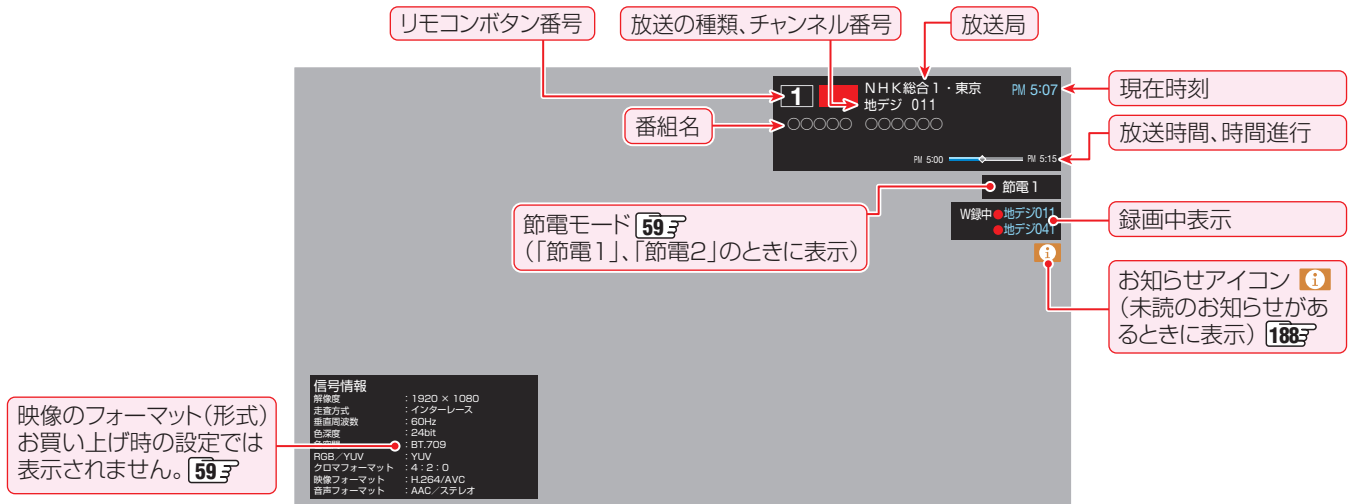 リモコンボタン番号
放送の種類、チャンネル番号
放送局
1
NHK総合1・東京
PM 5:07
地デジ 011
現在時刻
番組名
○○○○○ ○○○○○○
放送時間、時間進行
PM 5:00
PM 5:15
節電1
節電モード 59
(「節電1」、「節電2」のときに表示)
W録中●地デジ011
●地デジ041
録画中表示
お知らせアイコン
(未読のお知らせがあ
るときに表示) 188
信号情報
解像度 : 1920 × 1080
走査方式 : インターレース
垂直周波数 : 60Hz
色深度 : 24bit
: BT.709
RGB/YUV : YUV
クロマフォーマット : 4:2:0
映像フォーマット : H.264/AVC
音声フォーマット : AAC/ステレオ
映像のフォーマット(形式)
お買い上げ時の設定では
表示されません。59